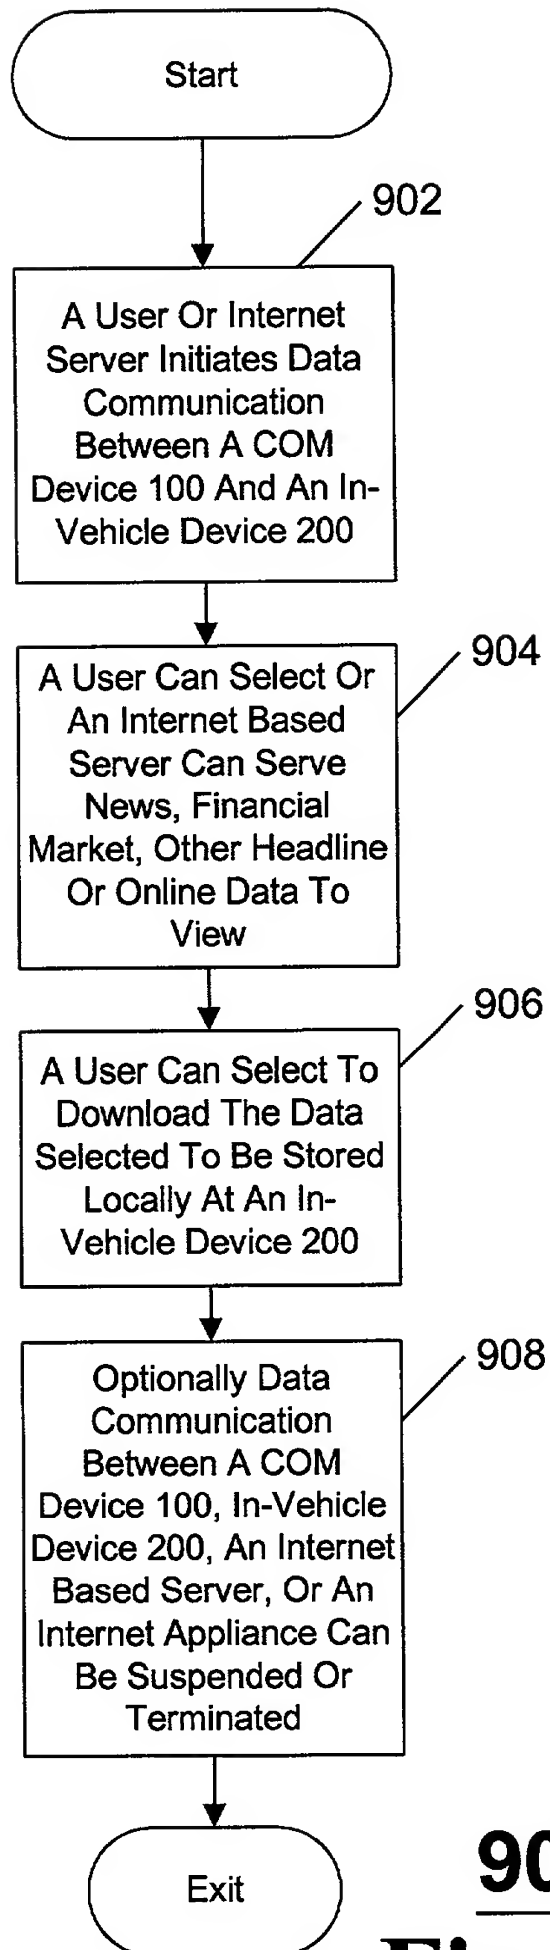 Start
902
A User Or Internet
Server Initiates Data
Communication
Between A COM
Device 100 And An In-
Vehicle Device 200
904
A User Can Select Or
An Internet Based
Server Can Serve
News, Financial
Market, Other Headline
Or Online Data To
View
906
A User Can Select To
Download The Data
Selected To Be Stored
Locally At An In-
Vehicle Device 200
908
Optionally Data
Communication
Between A COM
Device 100, In-Vehicle
Device 200, An Internet
Based Server, Or An
Internet Appliance Can
Be Suspended Or
Terminated
Exit